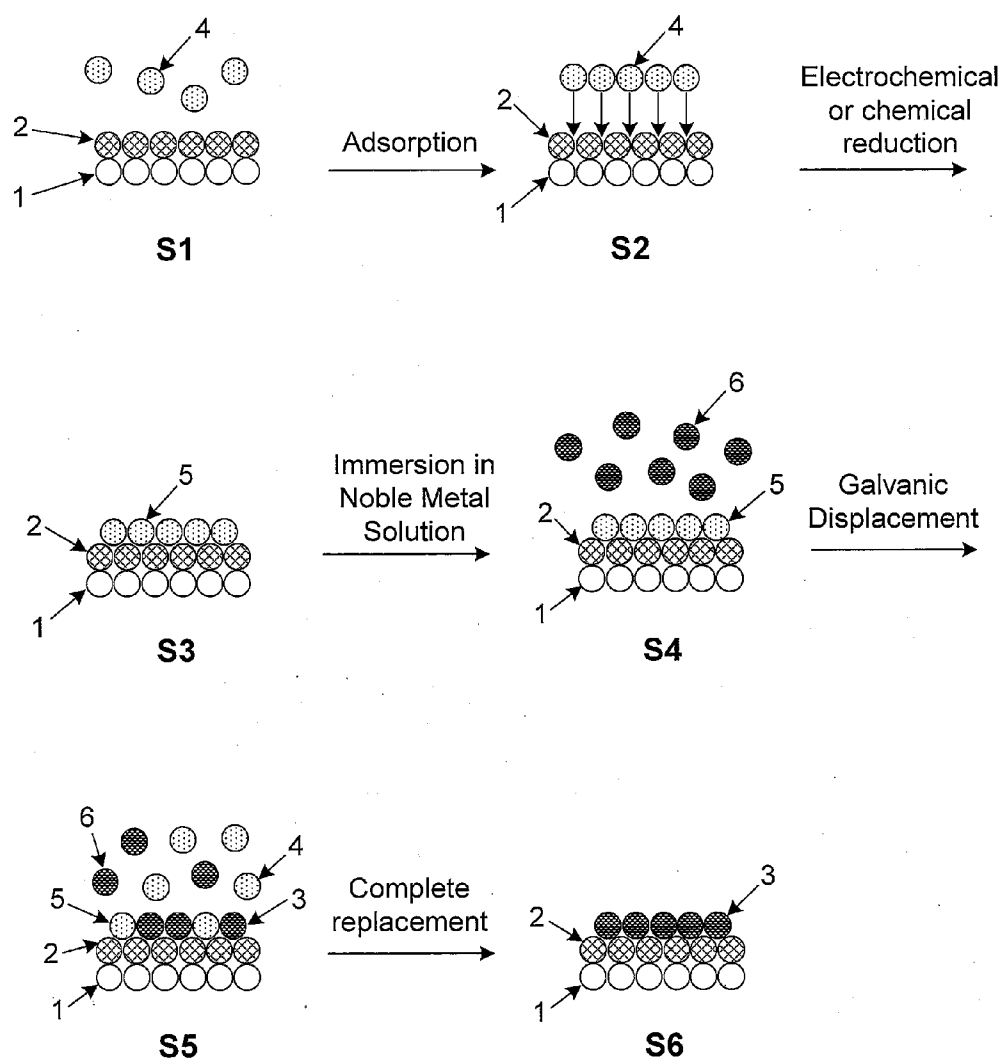 4
2
1
S1
Adsorption
4
2
1
S2
Electrochemical
or chemical
reduction
5
2
1
S3
Immersion in
Noble Metal
Solution
6
5
2
1
S4
Galvanic
Displacement
6
4
5
3
2
1
S5
Complete
replacement
3
2
1
S6